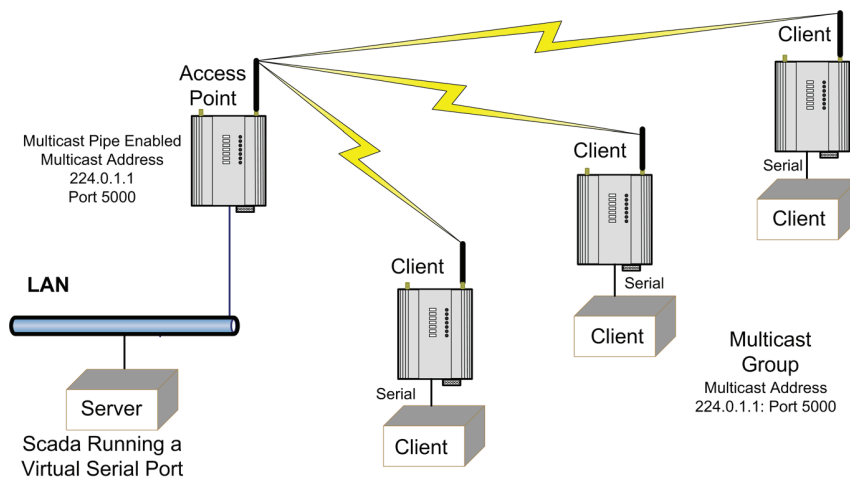 Access
Point
Multicast Pipe Enabled
Multicast Address
224.0.1.1
Port 5000
LAN
Server
Scada Running a
Virtual Serial Port
Client
Serial
Client
Client
Serial
Client
Client
Serial
Client
Multicast
Group
Multicast Address
224.0.1.1: Port 5000